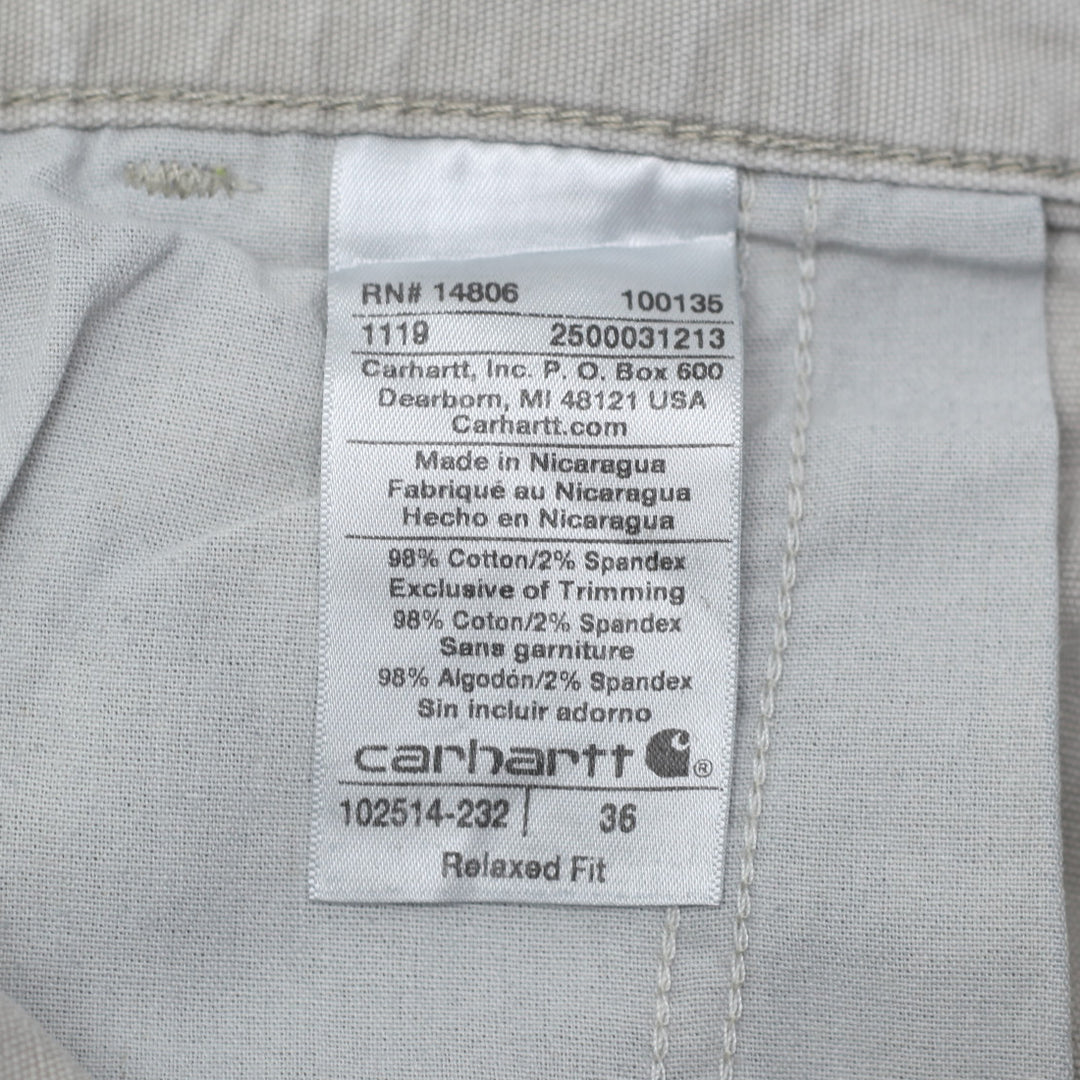 RN# 14806 100135
1119 2500031213
Carhartt, Inc. P. O. Box 600
Dearborn, MI 48121 USA
Carhartt.com
Made in Nicaragua
Fabriqué au Nicaragua
Hecho en Nicaragua
98% Cotton/2% Spandex
Exclusive of Trimming
98% Coton/2% Spandex
Sans garniture
98% Algodón/2% Spandex
Sin incluir adorno
carhartt ®
102514-232 | 36
Relaxed Fit